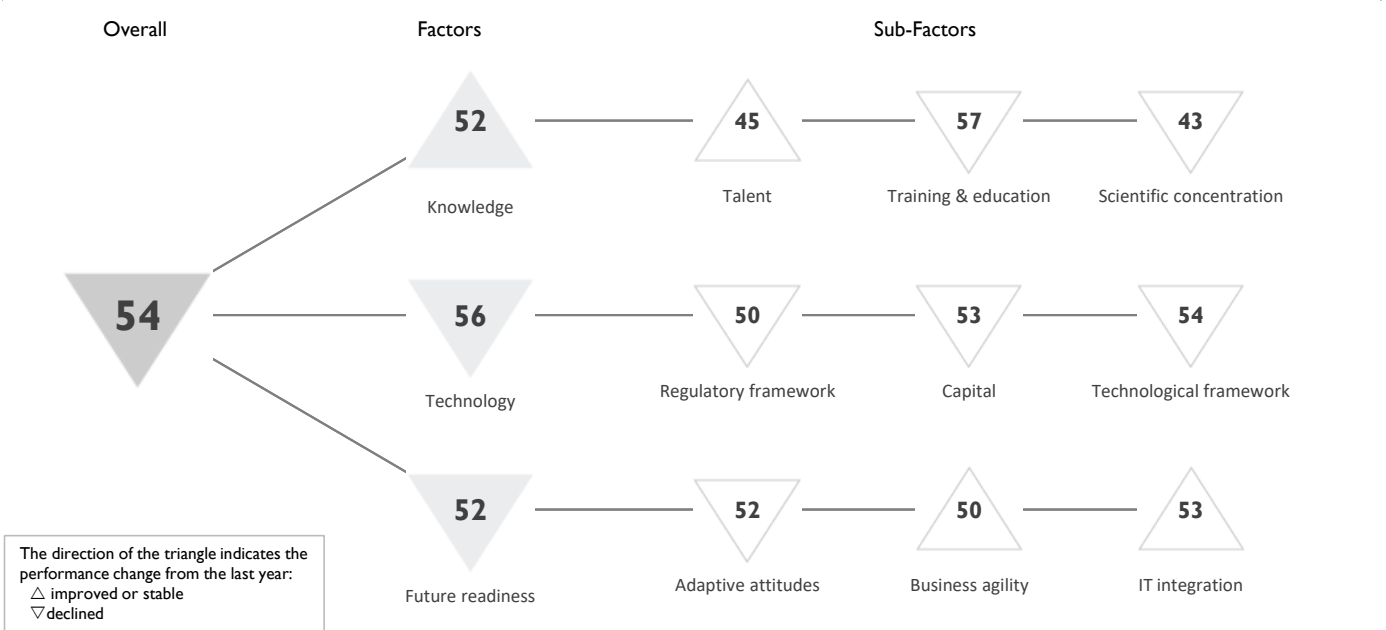 Overall
Factors
Sub-Factors
52
45
57
43
Knowledge
Talent
Training & education
Scientific concentration
54
56
50
53
54
Technology
Regulatory framework
Capital
Technological framework
52
52
50
53
Future readiness
Adaptive attitudes
Business agility
IT integration
The direction of the triangle indicates the
performance change from the last year:
△ improved or stable
▽ declined